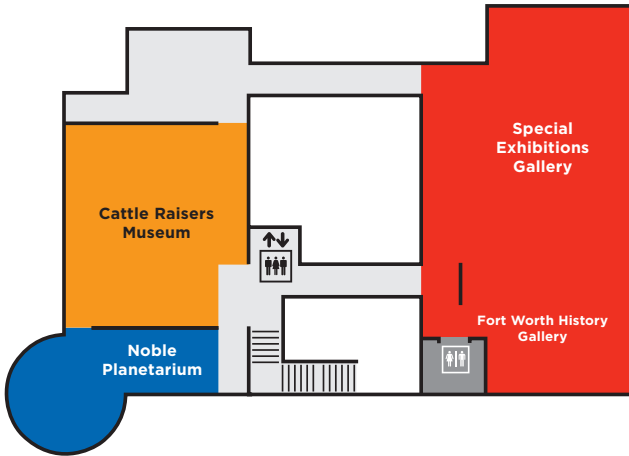 Special
Exhibitions
Gallery
Cattle Raisers
Museum
Fort Worth History
Gallery
Noble
Planetarium